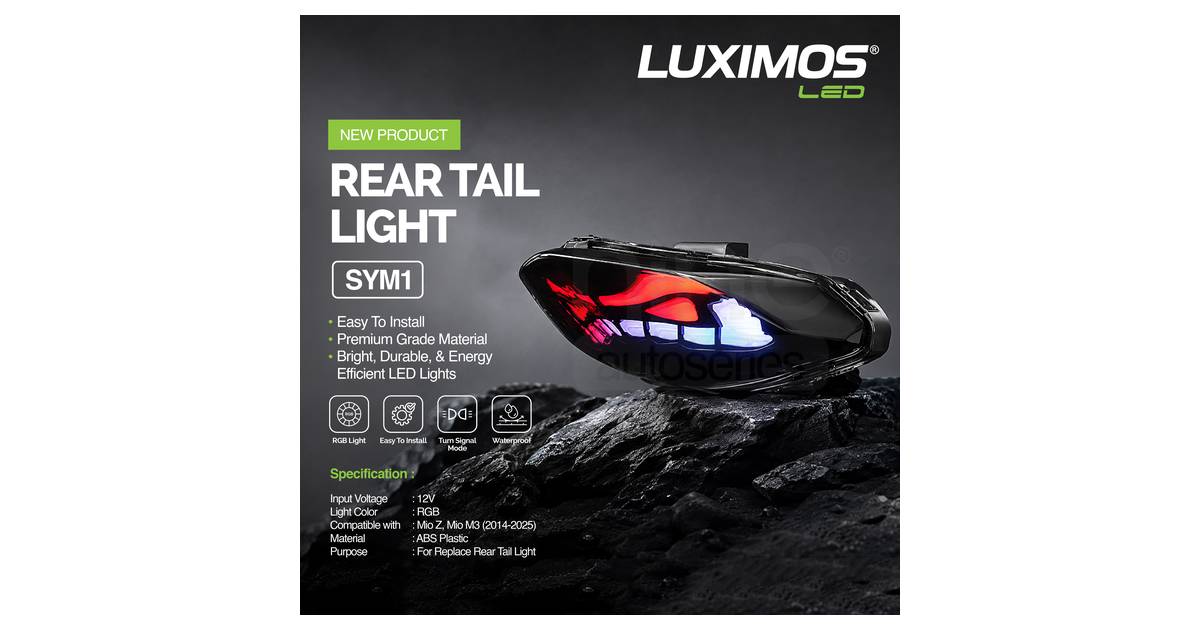 LUXIMOS®
LED
NEW PRODUCT
REAR TAIL
LIGHT
SYM1
• Easy To Install
• Premium Grade Material
• Bright, Durable, & Energy
Efficient LED Lights
RGB
RGB Light
Easy To Install
Turn Signal
Mode
Waterproof
autoseries
Specification :
Input Voltage : 12V
Light Color : RGB
Compatible with : Mio Z, Mio M3 (2014-2025)
Material : ABS Plastic
Purpose : For Replace Rear Tail Light